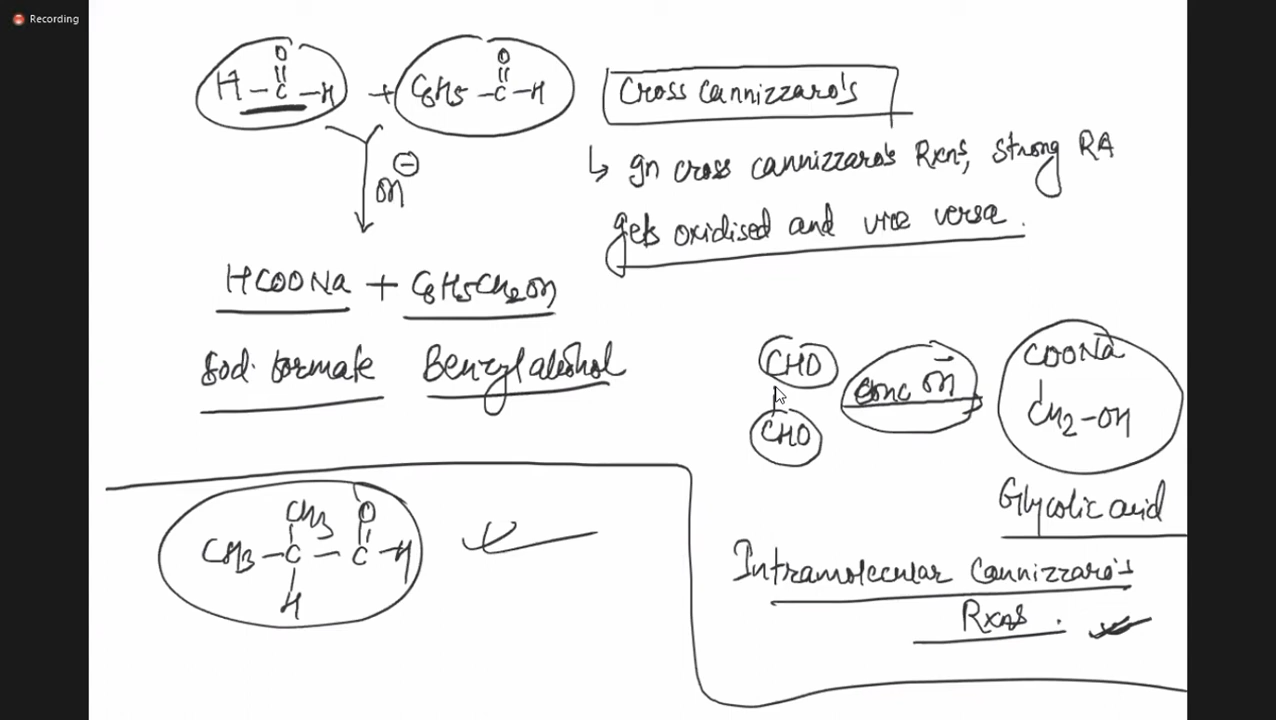 Recording
O
||
H-C-H + C6H5-C-H
Cross Cannizzaro's
↳ In cross cannizzaro's Rxns, strong RA
gets oxidised and vice versa.
OH ⊖
HCOONa + C6H5CH2OH
Sod. formate Benzyl alcohol
CHO
|
CHO
conc OH⁻
COONa
|
CH2-OH
Glycolic acid
Intramolecular Cannizzaro's
Rxns.
CH3 O
CH3-C-C-H
H